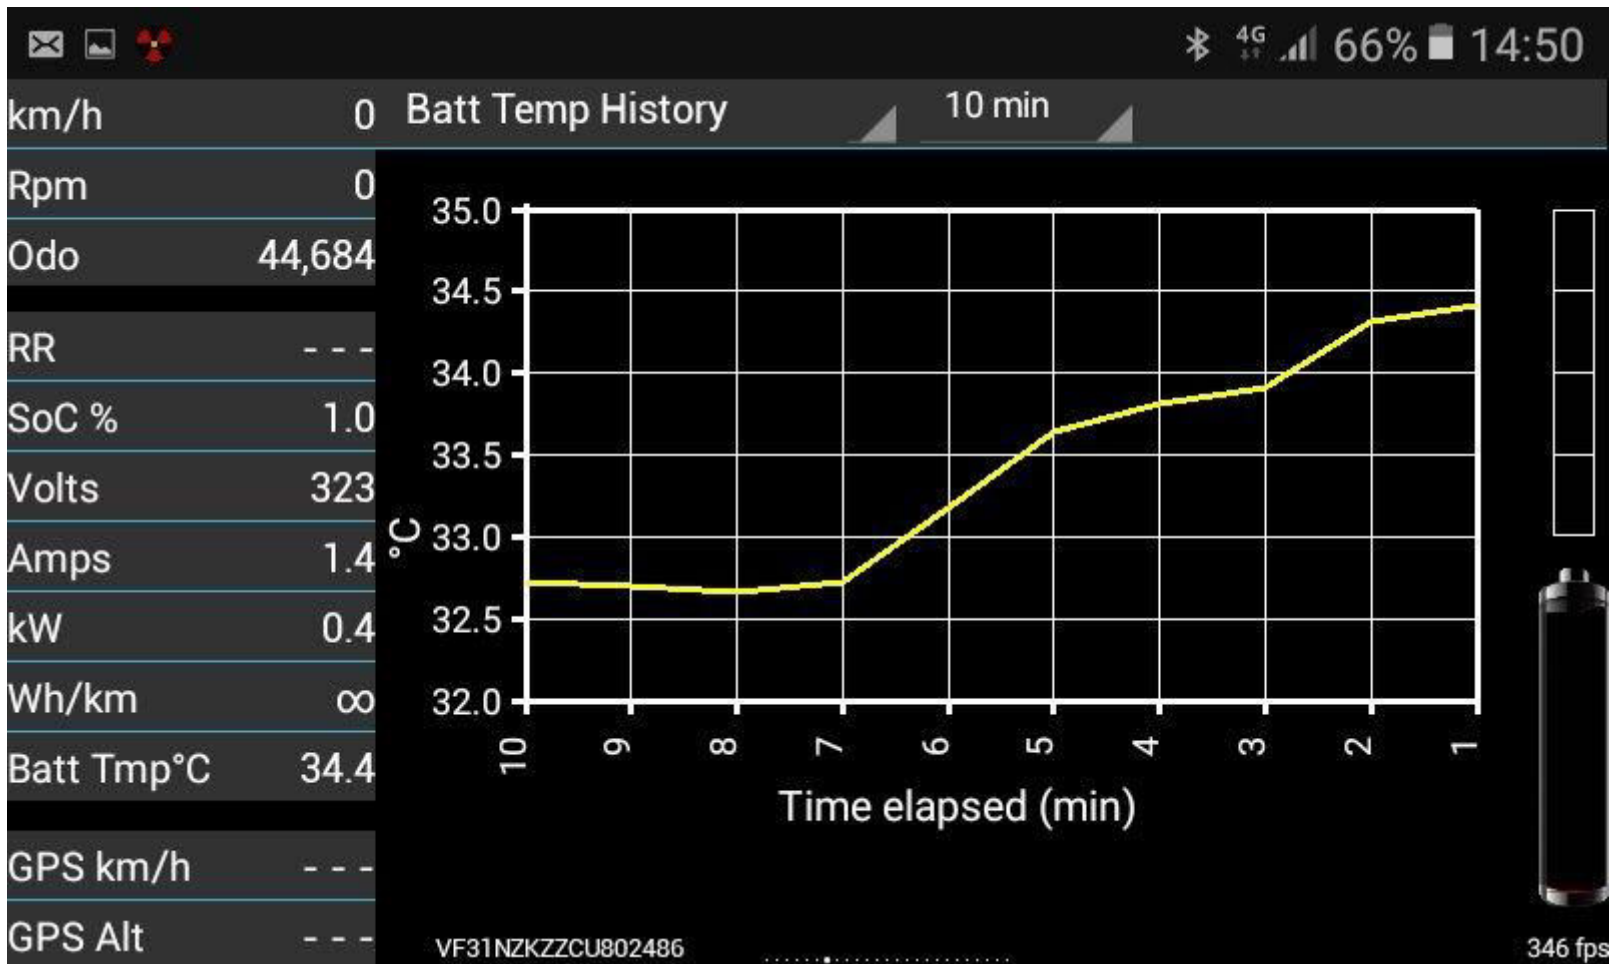 4G 66% 14:50
km/h 0
Batt Temp History 10 min
Rpm 0
Odo 44,684
RR - - -
SoC % 1.0
Volts 323
Amps 1.4
kW 0.4
Wh/km ∞
Batt Tmp°C 34.4
GPS km/h - - -
GPS Alt - - -
35.0
34.5
34.0
33.5
33.0
32.5
32.0
°C
10 9 8 7 6 5 4 3 2 1
Time elapsed (min)
VF31NZKZZCU802486
346 fps